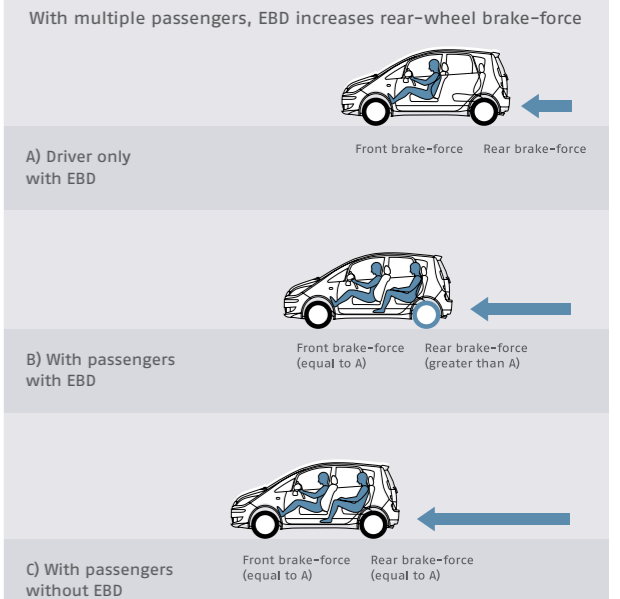 With multiple passengers, EBD increases rear-wheel brake-force
A) Driver only
with EBD
Front brake-force
Rear brake-force
B) With passengers
with EBD
Front brake-force
(equal to A)
Rear brake-force
(greater than A)
C) With passengers
without EBD
Front brake-force
(equal to A)
Rear brake-force
(equal to A)